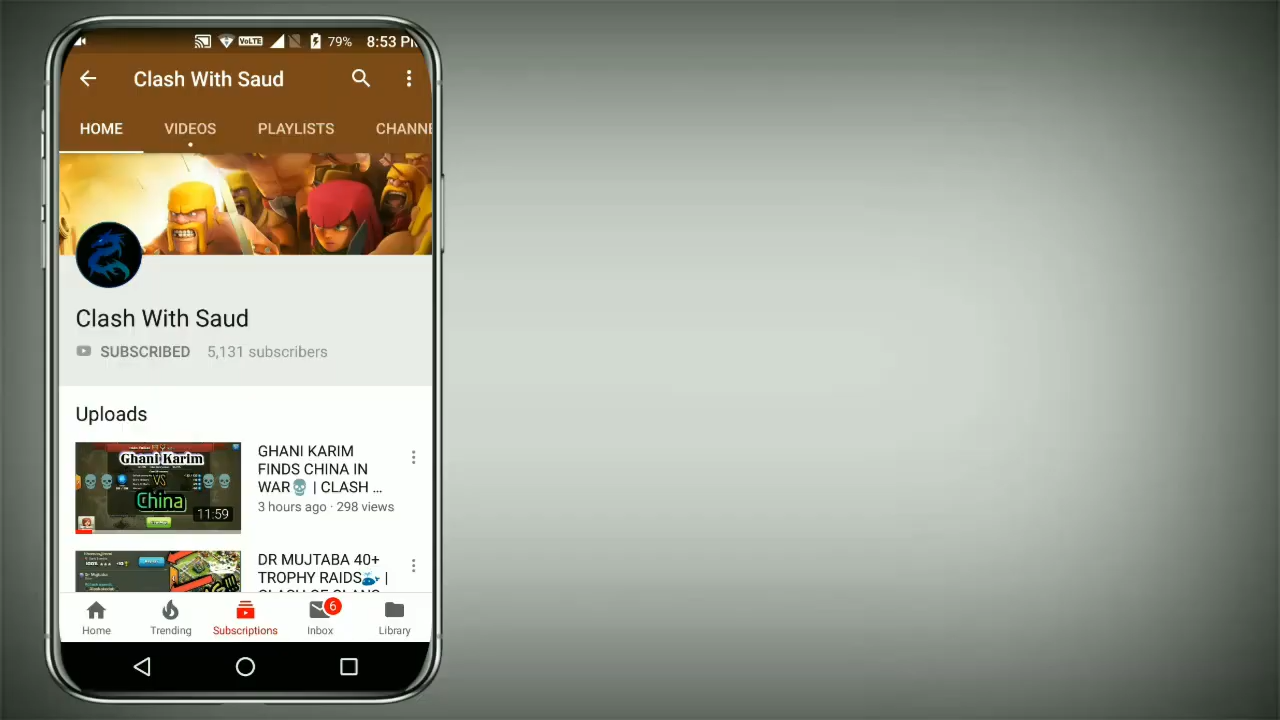 VoLTE 79% 8:53 P
Clash With Saud
HOME VIDEOS PLAYLISTS CHANNE
Clash With Saud
SUBSCRIBED 5,131 subscribers
Uploads
Ghani Karim
VS
China
11:59
GHANI KARIM
FINDS CHINA IN
WAR💀 | CLASH ...
3 hours ago · 298 views
DR MUJTABA 40+
TROPHY RAIDS🐳 |
6
Home Trending Subscriptions Inbox Library